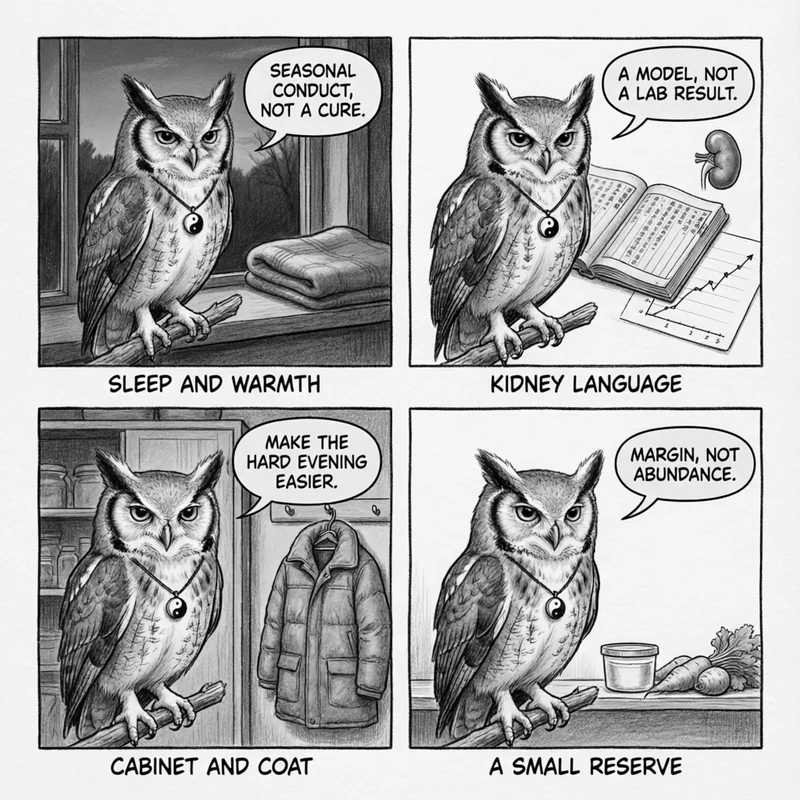 SEASONAL
CONDUCT,
NOT A CURE.
A MODEL, NOT
A LAB RESULT.
SLEEP AND WARMTH
KIDNEY LANGUAGE
MAKE THE
HARD EVENING
EASIER.
MARGIN, NOT
ABUNDANCE.
CABINET AND COAT
A SMALL RESERVE